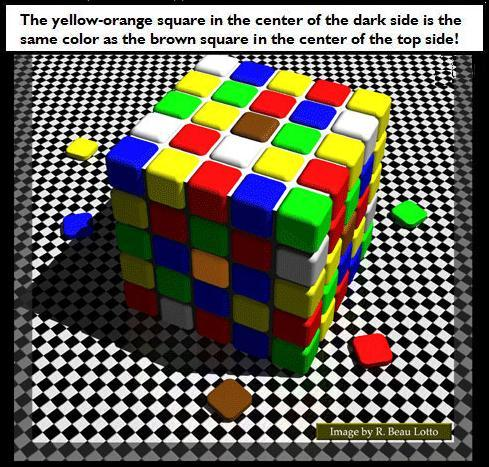 The yellow-orange square in the center of the dark side is the
same color as the brown square in the center of the top side!
Image by R. Beau Lotto